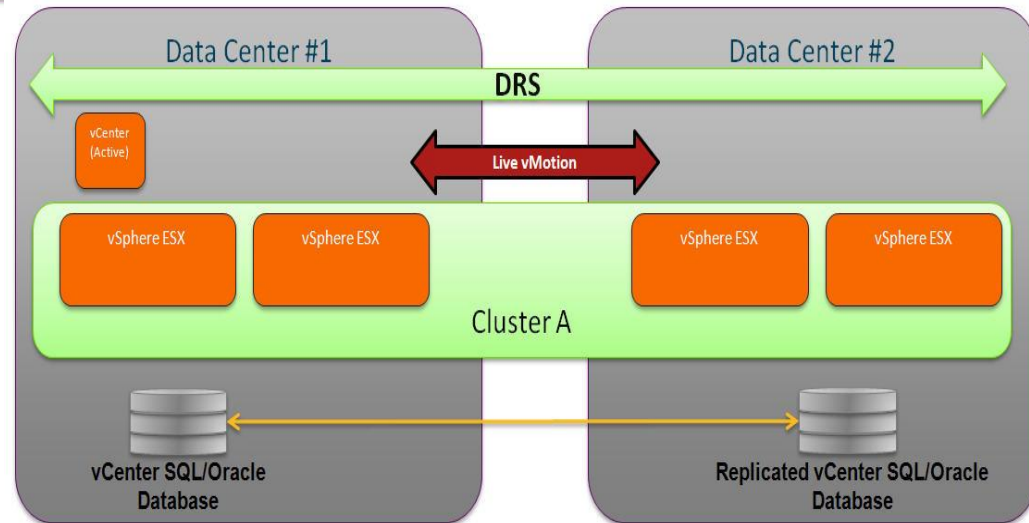 Data Center #1
Data Center #2
DRS
vCenter
(Active)
Live vMotion
vSphere ESX
vSphere ESX
vSphere ESX
vSphere ESX
Cluster A
vCenter SQL/Oracle
Database
Replicated vCenter SQL/Oracle
Database